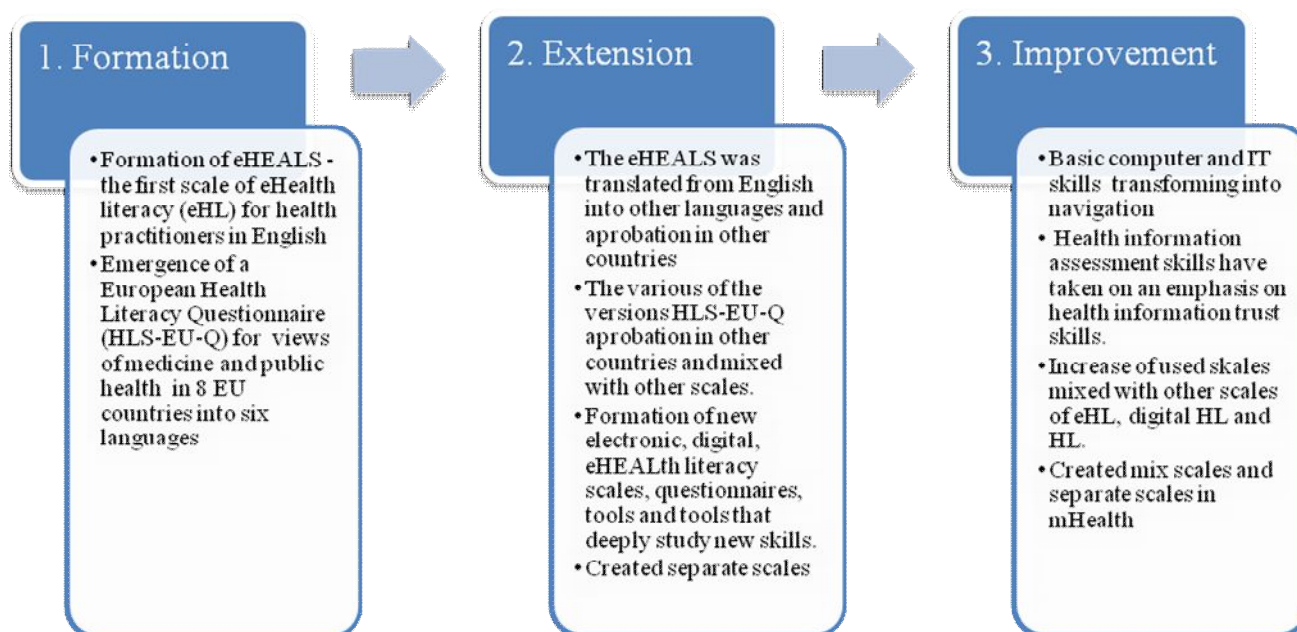 1. Formation
•Formation of eHEALS -
the first scale of eHealth
literacy (eHL) for health
practitioners in English
•Emergence of a
European Health
Literacy Questionnaire
(HLS-EU-Q) for views
of medicine and public
health in 8 EU
countries into six
languages
2. Extension
•The eHEALS was
translated from English
into other languages and
aprobation in other
countries
•The various of the
versions HLS-EU-Q
aprobation in other
countries and mixed
with other scales.
•Formation of new
electronic, digital,
eHEALth literacy
scales, questionnaires,
tools and tools that
deeply study new skills.
•Created separate scales
3. Improvement
•Basic computer and IT
skills transforming into
navigation
• Health information
assessment skills have
taken on an emphasis on
health information trust
skills.
•Increase of used skales
mixed with other scales
of eHL, digital HL and
HL.
•Created mix scales and
separate scales in
mHealth